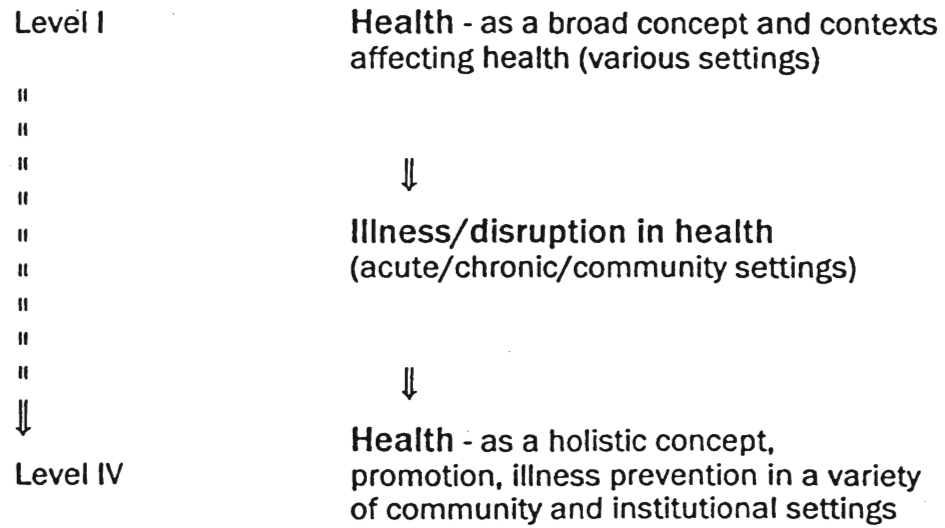 Level I
Health - as a broad concept and contexts
affecting health (various settings)
"
"
"
"
⇓
"
Illness/disruption in health
"
(acute/chronic/community settings)
"
"
"
⇓
⇓
Health - as a holistic concept,
Level IV
promotion, illness prevention in a variety
of community and institutional settings